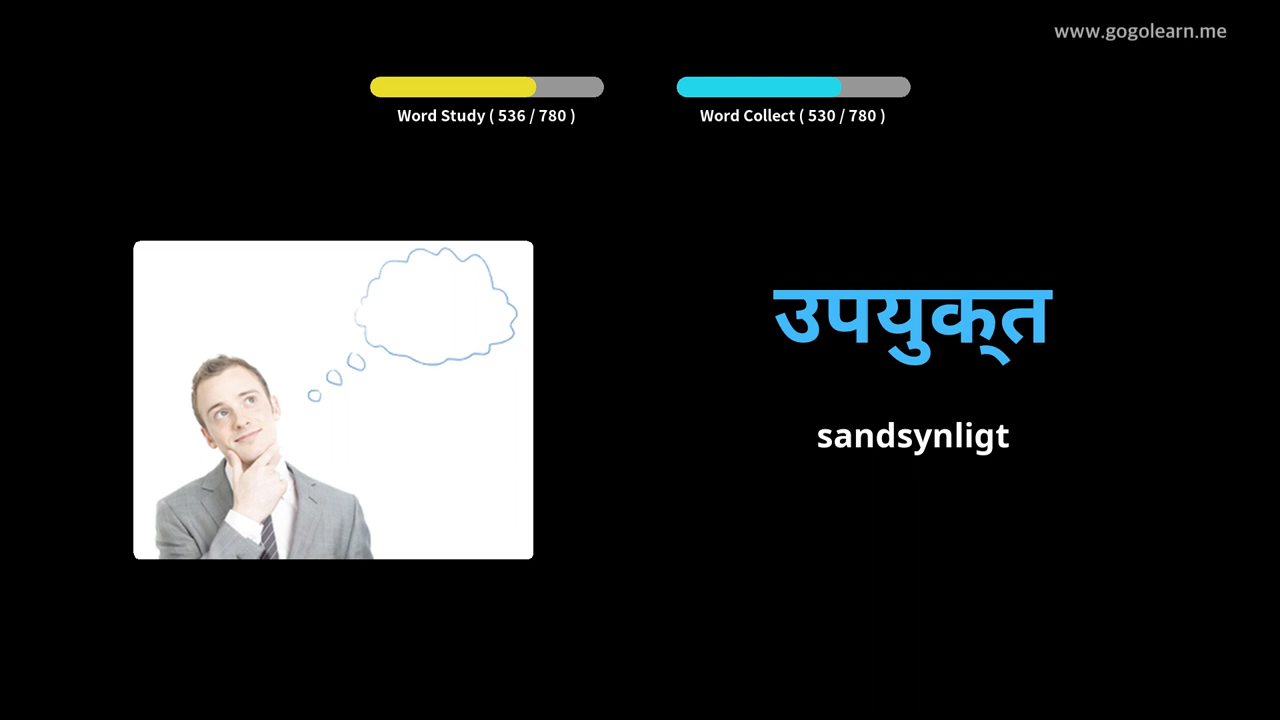 www.gogolearn.me
Word Study ( 536 / 780 )
Word Collect ( 530 / 780 )
उपयुक्त
sandsynligt